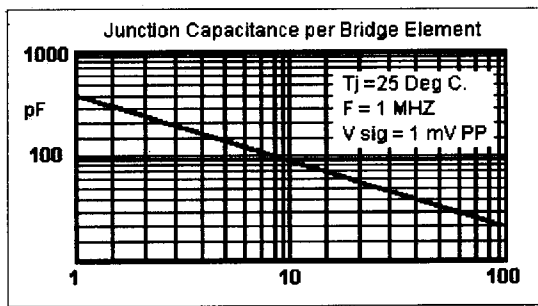 Junction Capacitance per Bridge Element
1000
Tj =25 Deg C.
pF
F = 1 MHZ
V sig = 1 mV PP
100
1 10 100